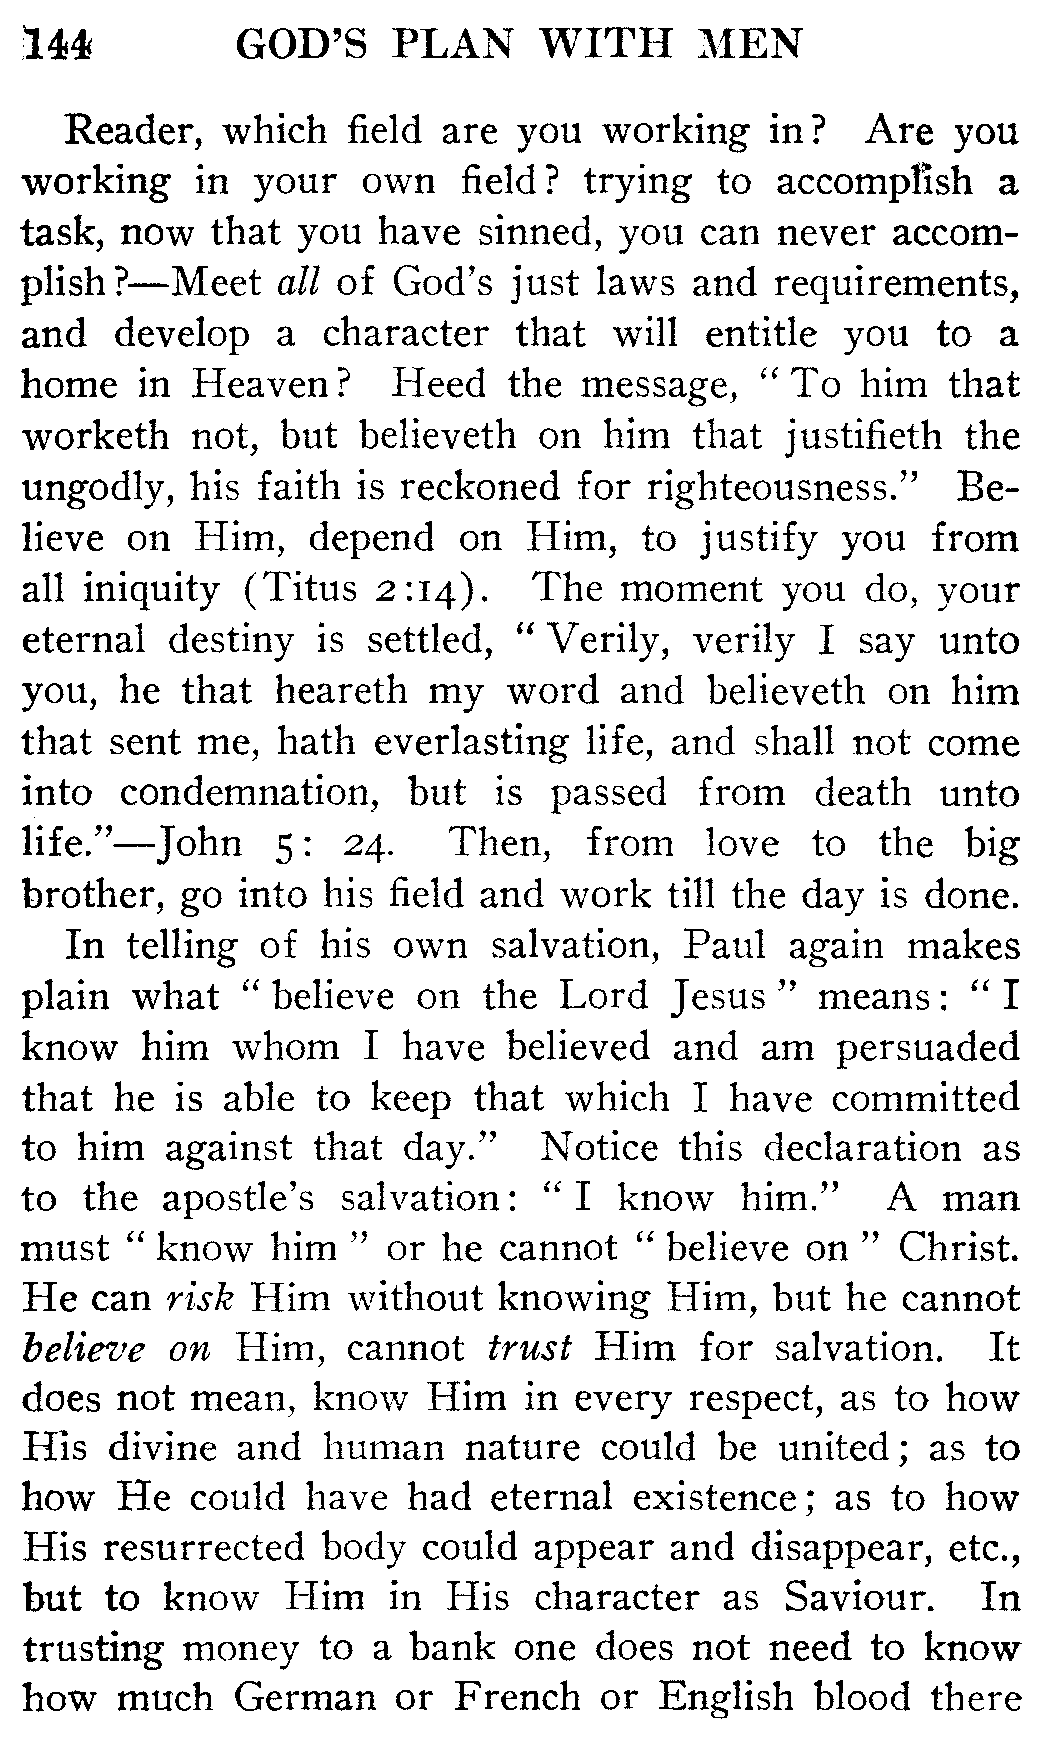 144 GOD'S PLAN WITH MEN
Reader, which field are you working in? Are you
working in your own field? trying to accomplish a
task, now that you have sinned, you can never accom-
plish?—Meet all of God's just laws and requirements,
and develop a character that will entitle you to a
home in Heaven? Heed the message, “ To him that
worketh not, but believeth on him that justifieth the
ungodly, his faith is reckoned for righteousness.” Be-
lieve on Him, depend on Him, to justify you from
all iniquity (Titus 2:14). The moment you do, your
eternal destiny is settled, “ Verily, verily I say unto
you, he that heareth my word and believeth on him
that sent me, hath everlasting life, and shall not come
into condemnation, but is passed from death unto
life.”—John 5: 24. Then, from love to the big
brother, go into his field and work till the day is done.
In telling of his own salvation, Paul again makes
plain what “ believe on the Lord Jesus ” means: “ I
know him whom I have believed and am persuaded
that he is able to keep that which I have committed
to him against that day.” Notice this declaration as
to the apostle's salvation: “ I know him.” A man
must “ know him ” or he cannot “ believe on ” Christ.
He can risk Him without knowing Him, but he cannot
believe on Him, cannot trust Him for salvation. It
does not mean, know Him in every respect, as to how
His divine and human nature could be united; as to
how He could have had eternal existence; as to how
His resurrected body could appear and disappear, etc.,
but to know Him in His character as Saviour. In
trusting money to a bank one does not need to know
how much German or French or English blood there